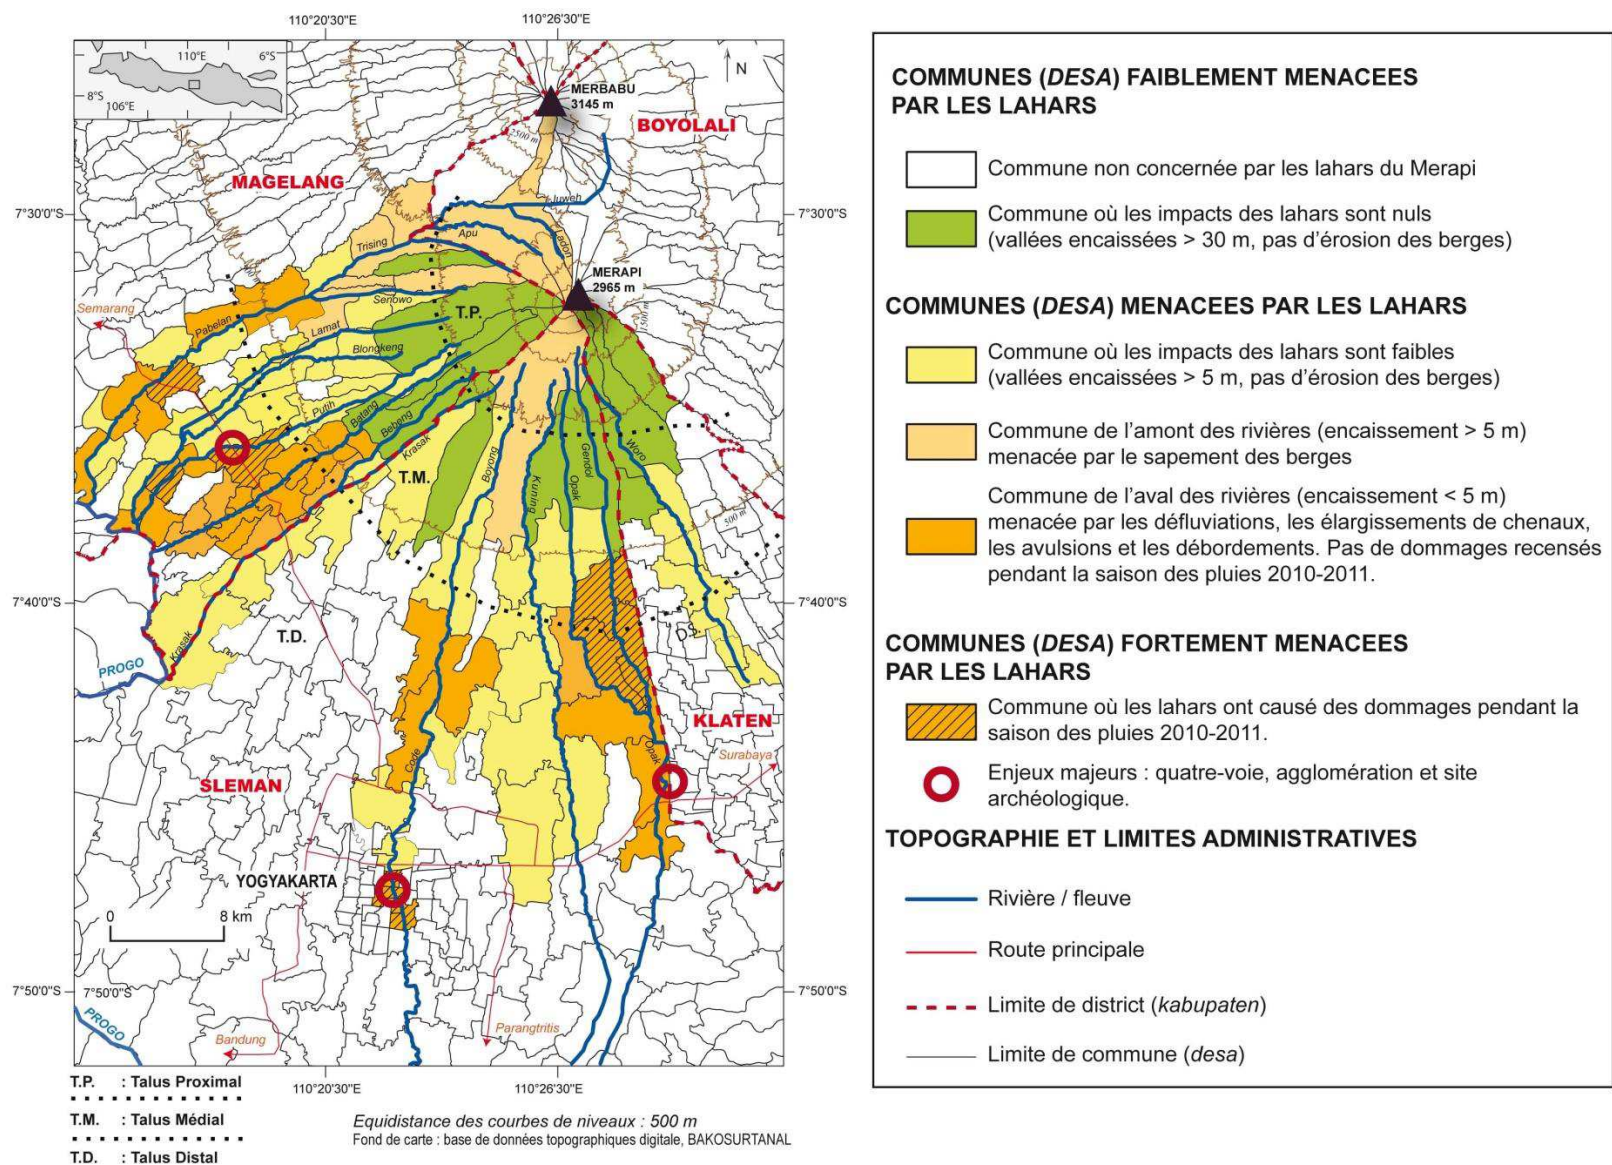 110°20'30"E
110°26'30"E
110°E
6°S
8°S
106°E
N
MERBABU
3145 m
2500 m
BOYOLALI
MAGELANG
7°30'0"S
7°30'0"S
Juweh
Apu
Ladon
Trising
MERAPI
2965 m
Semarang
Senowo
T.P.
1500 m
Pabelan
Lamat
Blongkeng
Putih
Batang
Bebeng
Krasak
T.M.
Boyong
Kuning
Opak
Gendol
Woro
500 m
7°40'0"S
7°40'0"S
T.D.
D.S.
Krasak
PROGO
KLATEN
Surabaya
Opak
Code
SLEMAN
YOGYAKARTA
0
8 km
7°50'0"S
7°50'0"S
7°50'0"S
PROGO
Bandung
Parangtritis
110°20'30"E
110°26'30"E
T.P. : Talus Proximal
T.M. : Talus Médial
T.D. : Talus Distal
Equidistance des courbes de niveaux : 500 m
Fond de carte : base de données topographiques digitale, BAKOSURTANAL
COMMUNES (DESA) FAIBLEMENT MENACEES
PAR LES LAHARS
Commune non concernée par les lahars du Merapi
Commune où les impacts des lahars sont nuls
(vallées encaissées > 30 m, pas d'érosion des berges)
COMMUNES (DESA) MENACEES PAR LES LAHARS
Commune où les impacts des lahars sont faibles
(vallées encaissées > 5 m, pas d'érosion des berges)
Commune de l'amont des rivières (encaissement > 5 m)
menacée par le sapement des berges
Commune de l'aval des rivières (encaissement < 5 m)
menacée par les défluviations, les élargissements de chenaux,
les avulsions et les débordements. Pas de dommages recensés
pendant la saison des pluies 2010-2011.
COMMUNES (DESA) FORTEMENT MENACEES
PAR LES LAHARS
Commune où les lahars ont causé des dommages pendant la
saison des pluies 2010-2011.
Enjeux majeurs : quatre-voie, agglomération et site
archéologique.
TOPOGRAPHIE ET LIMITES ADMINISTRATIVES
Rivière / fleuve
Route principale
Limite de district (kabupaten)
Limite de commune (desa)